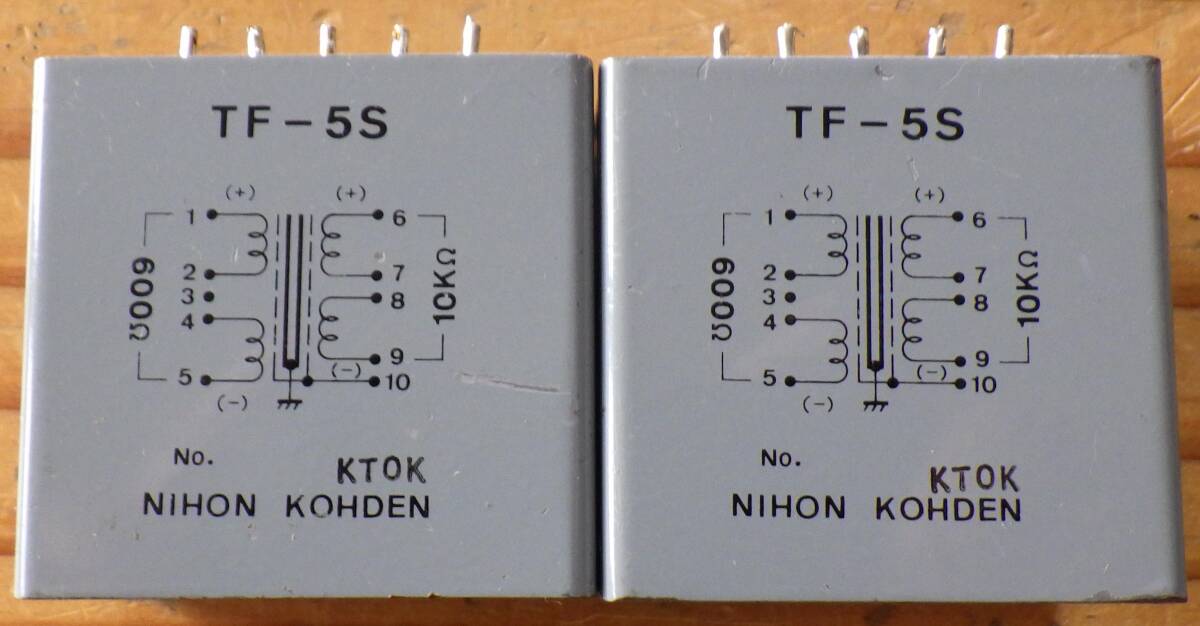 TF-5S
(+) (+)
1 6
600Ω
2 7
3 8
4
10KΩ
5 9
(-)
10
(-)
No.
KTOK
NIHON KOHDEN
TF-5S
(+) (+)
1 6
600Ω
2 7
3 8
4
10KΩ
5 9
(-)
10
(-)
No.
KTOK
NIHON KOHDEN